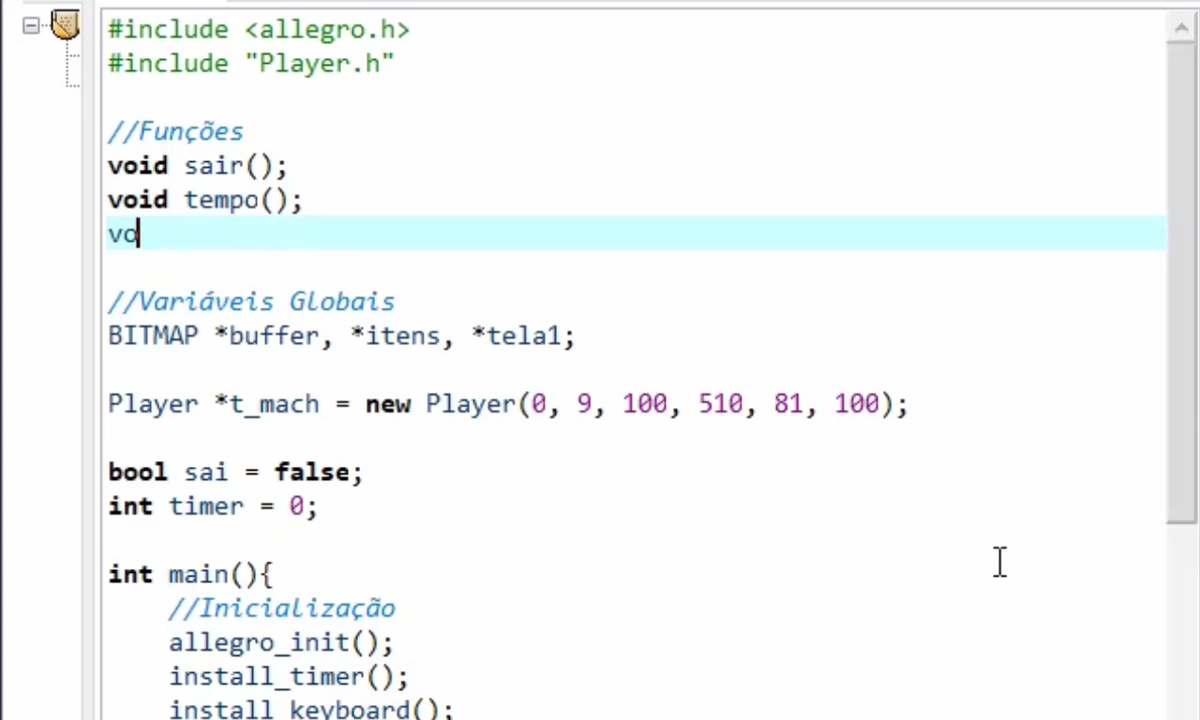 #include <allegro.h>
#include "Player.h"
//Funções
void sair();
void tempo();
vo
//Variáveis Globais
BITMAP *buffer, *itens, *tela1;
Player *t_mach = new Player(0, 9, 100, 510, 81, 100);
bool sai = false;
int timer = 0;
int main(){
//Inicialização
allegro_init();
install_timer();
install_keyboard();